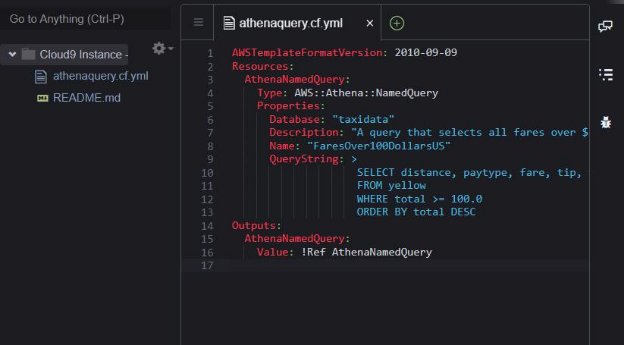 Go to Anything (Ctrl-P)
athenaquery.cf.yml
Cloud9 Instance -
athenaquery.cf.yml
README.md
1 AWSTemplateFormatVersion: 2010-09-09
2 Resources:
3 AthenaNamedQuery:
4 Type: AWS::Athena::NamedQuery
5 Properties:
6 Database: "taxidata"
7 Description: "A query that selects all fares over $
8 Name: "FaresOver100DollarsUS"
9 QueryString: >
10 SELECT distance, paytype, fare, tip,
11 FROM yellow
12 WHERE total >= 100.0
13 ORDER BY total DESC
14 Outputs:
15 AthenaNamedQuery:
16 Value: !Ref AthenaNamedQuery
17